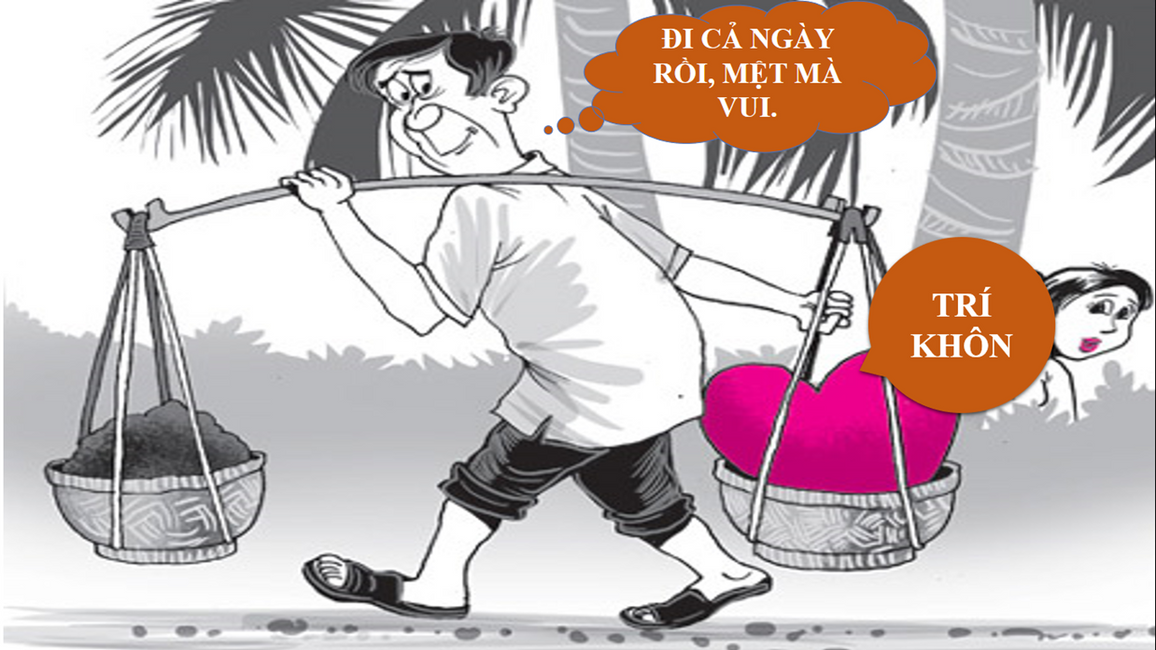 ĐI CẢ NGÀY
RỒI, MỆT MÀ
VUI.
TRÍ
KHÔN